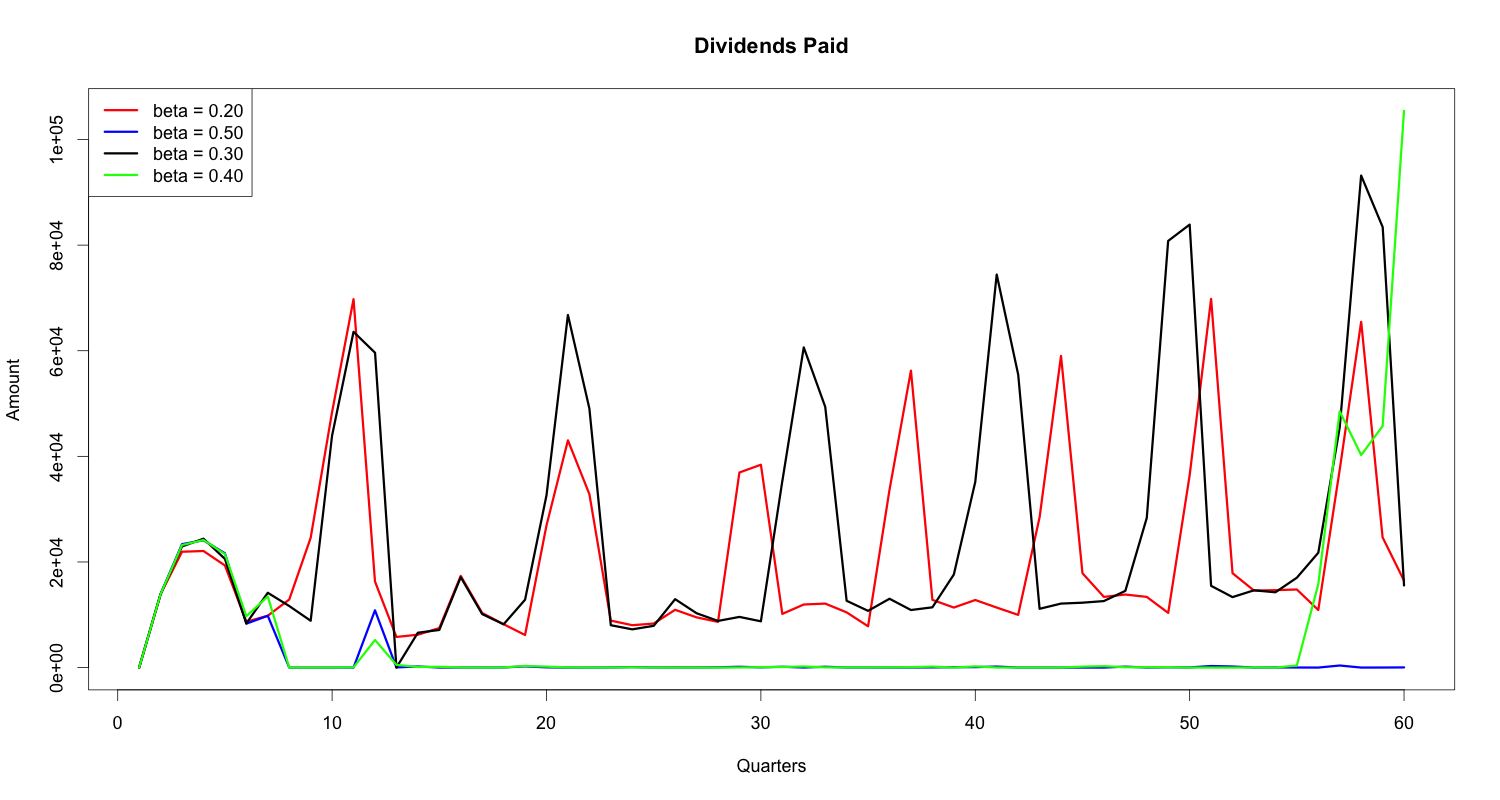 Dividends Paid
beta = 0.20
beta = 0.50
beta = 0.30
beta = 0.40
1e+05
8e+04
6e+04
4e+04
2e+04
0e+00
Amount
0 10 20 30 40 50 60
Quarters